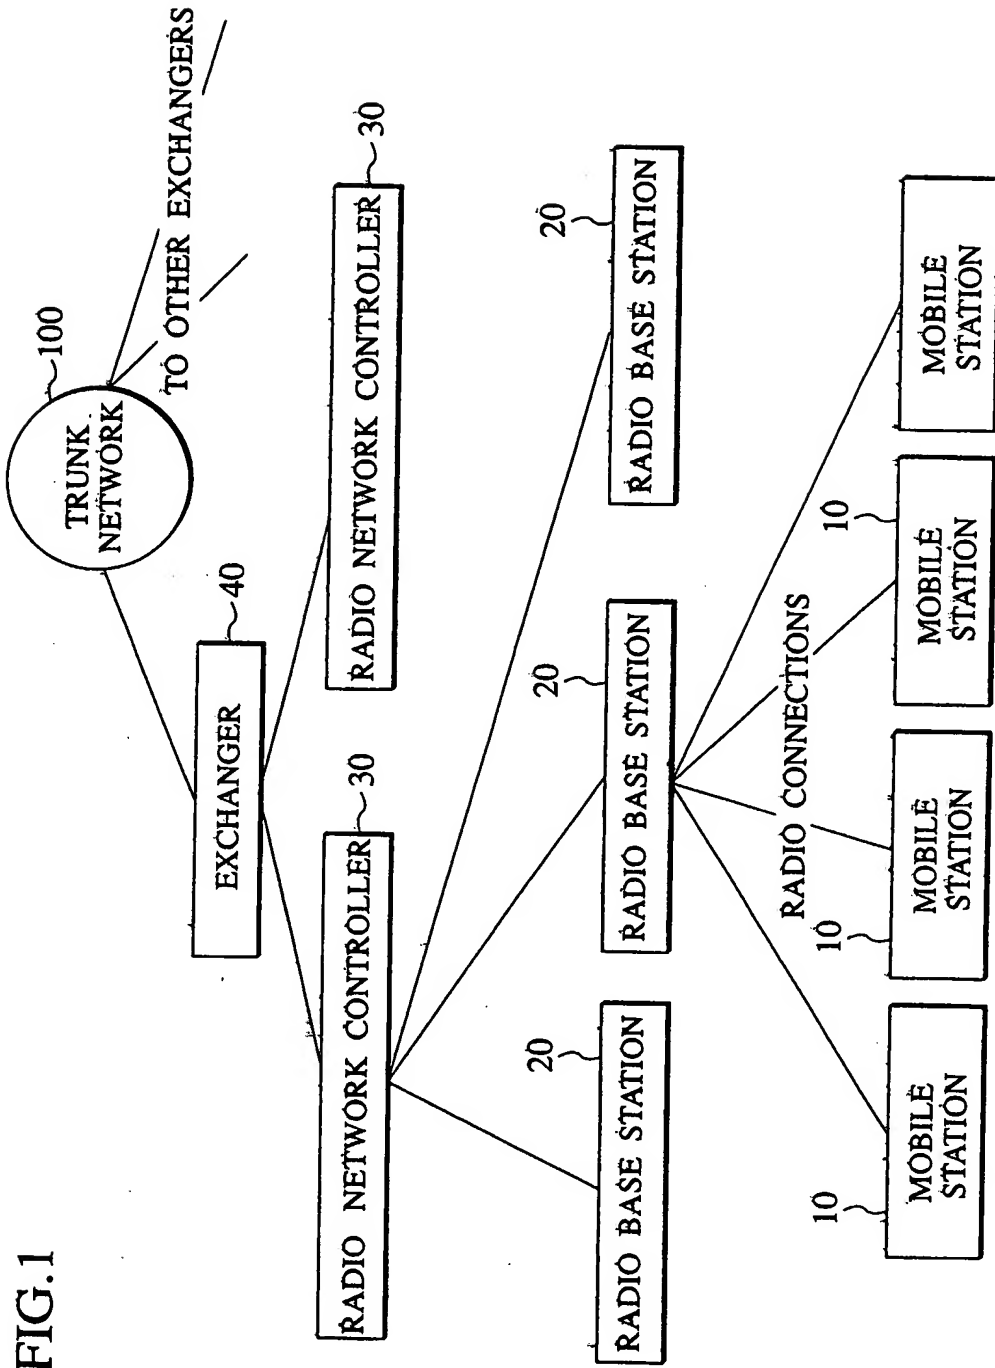 FIG.1
TRUNK
NETWORK
100
TO OTHER EXCHANGERS
EXCHANGER
40
RADIO NETWORK CONTROLLER
30
RADIO NETWORK CONTROLLER
30
RADIO BASE STATION
20
RADIO BASE STATION
20
RADIO BASE STATION
20
RADIO CONNECTIONS
10
MOBILE
STATION
10
MOBILE
STATION
10
MOBILE
STATION
MOBILE
STATION